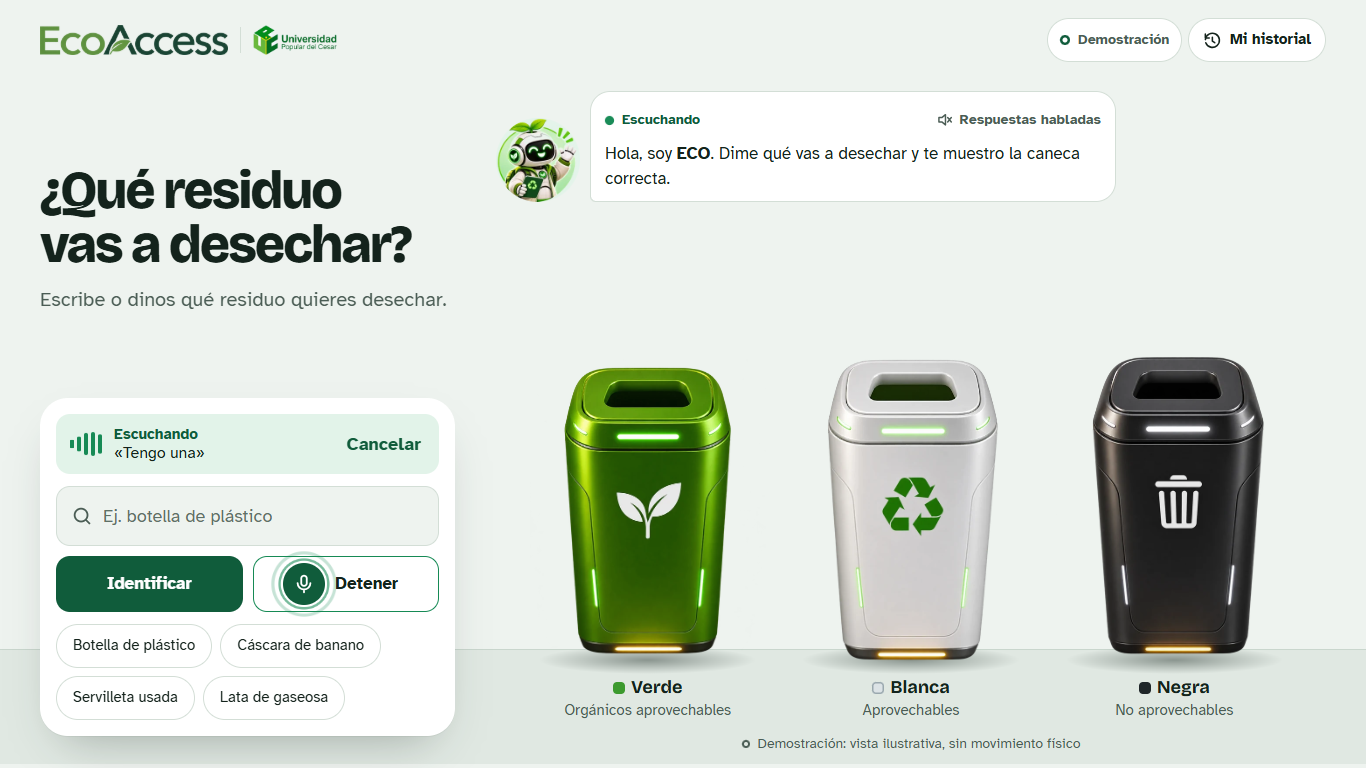 EcoAccess
Universidad
Popular del Cesar
Demostración
Mi historial
Escuchando
Respuestas habladas
Hola, soy ECO. Dime qué vas a desechar y te muestro la caneca
correcta.
¿Qué residuo
vas a desechar?
Escribe o dinos qué residuo quieres desechar.
Escuchando
«Tengo una»
Cancelar
Ej. botella de plástico
Identificar
Detener
Botella de plástico
Cáscara de banano
Servilleta usada
Lata de gaseosa
Verde
Orgánicos aprovechables
Blanca
Aprovechables
Negra
No aprovechables
Demostración: vista ilustrativa, sin movimiento físico